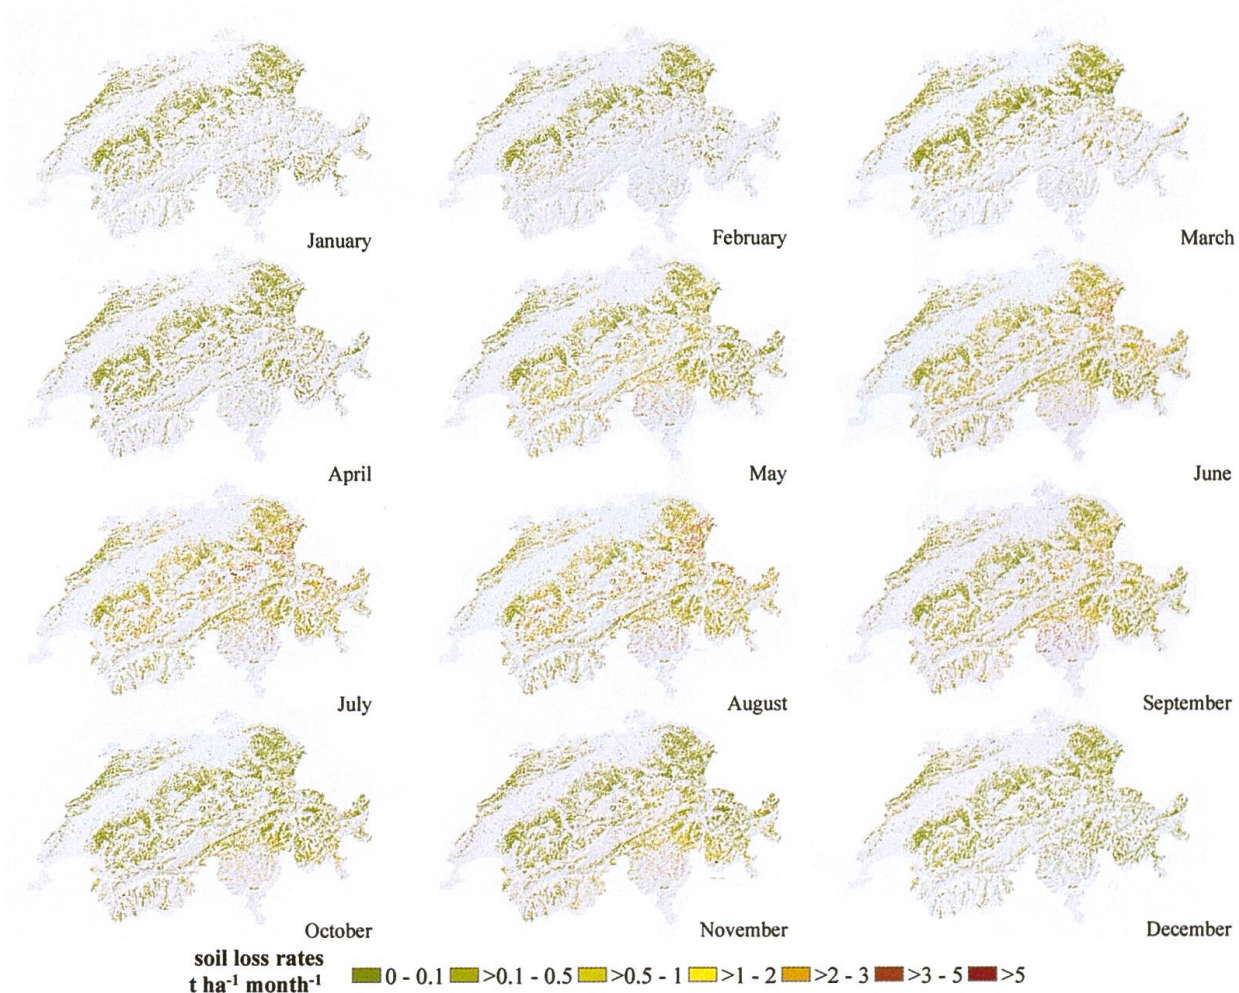 January
February
March
April
May
June
July
August
September
October
November
December
soil loss rates
t ha⁻¹ month⁻¹
0 - 0.1 >0.1 - 0.5 >0.5 - 1 >1 - 2 >2 - 3 >3 - 5 >5